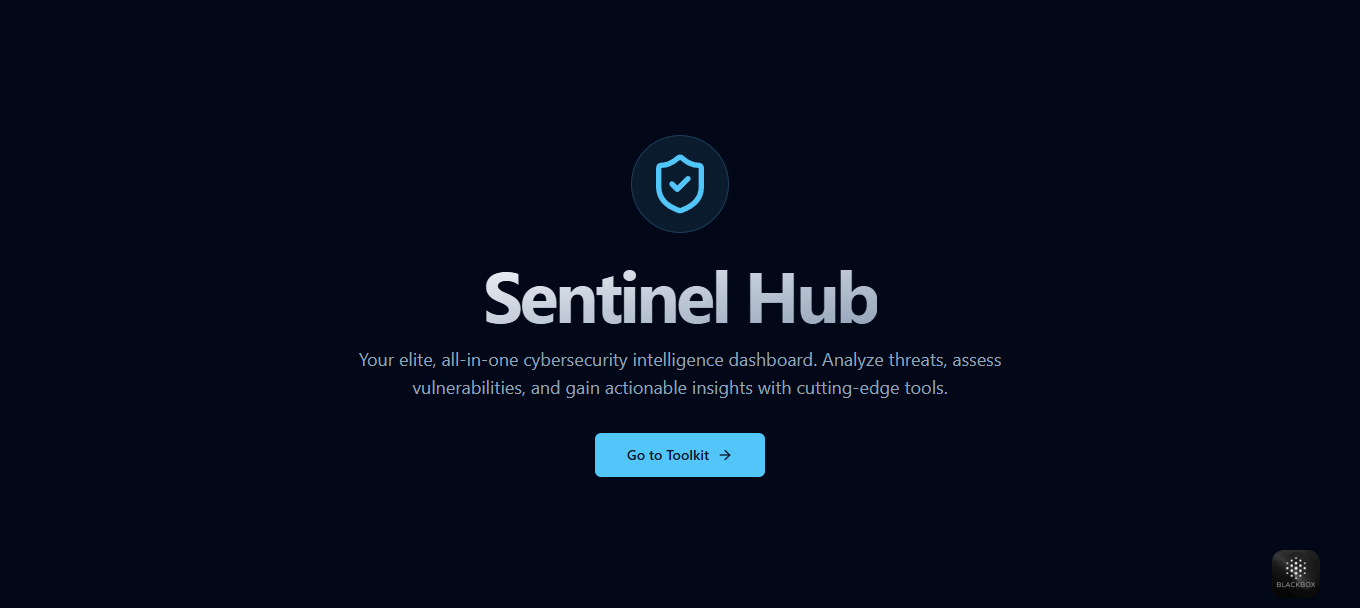 Sentinel Hub
Your elite, all-in-one cybersecurity intelligence dashboard. Analyze threats, assess
vulnerabilities, and gain actionable insights with cutting-edge tools.
Go to Toolkit
BLACKBOX